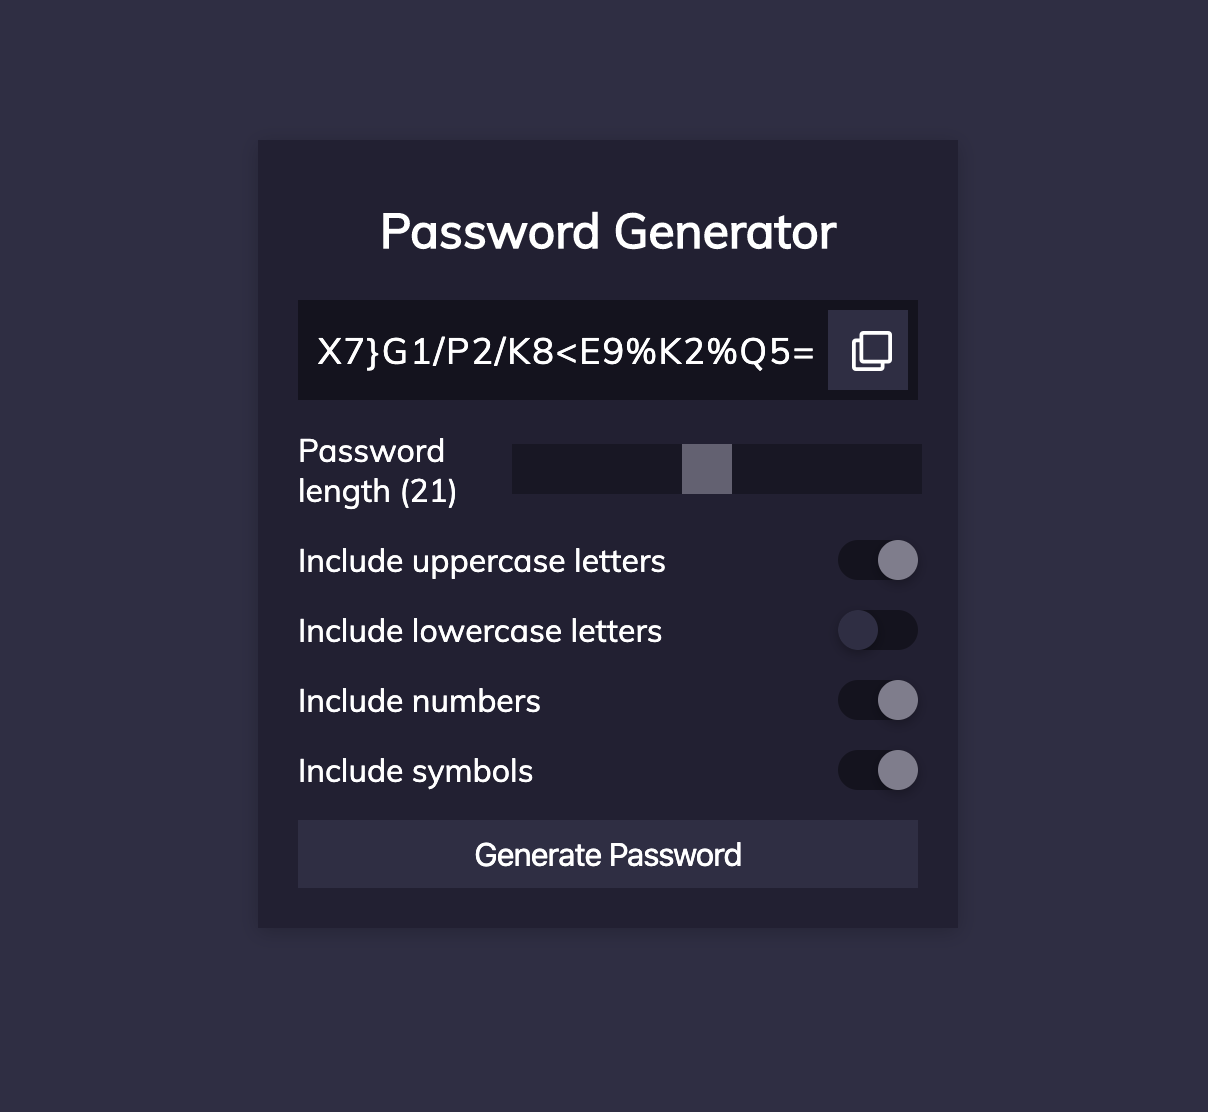 Password Generator
X7}G1/P2/K8<E9%K2%Q5=
Password
length (21)
Include uppercase letters
Include lowercase letters
Include numbers
Include symbols
Generate Password